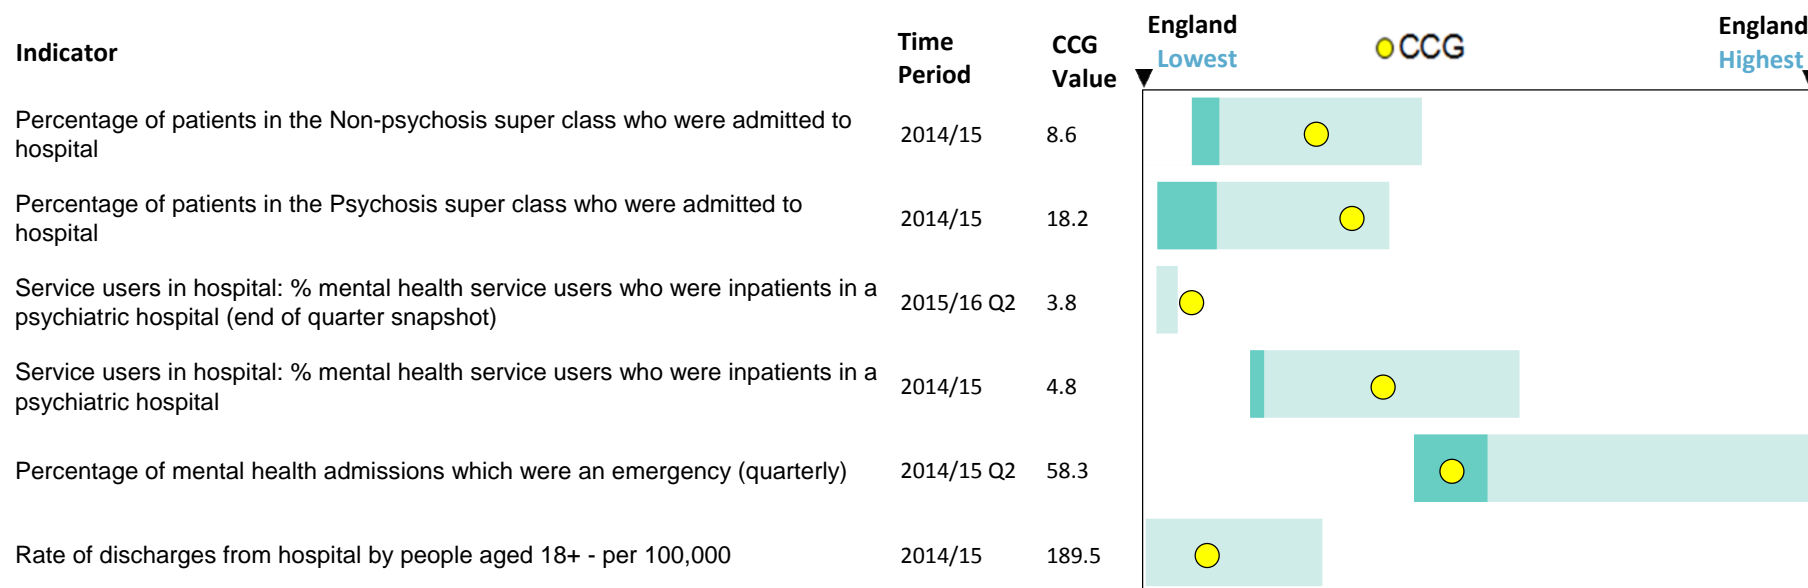 Indicator
Time Period
CCG Value
England Lowest
CCG
England Highest
Percentage of patients in the Non-psychosis super class who were admitted to
hospital
2014/15
8.6
Percentage of patients in the Psychosis super class who were admitted to
hospital
2014/15
18.2
Service users in hospital: % mental health service users who were inpatients in a
psychiatric hospital (end of quarter snapshot)
2015/16 Q2
3.8
Service users in hospital: % mental health service users who were inpatients in a
psychiatric hospital
2014/15
4.8
Percentage of mental health admissions which were an emergency (quarterly)
2014/15 Q2
58.3
Rate of discharges from hospital by people aged 18+ - per 100,000
2014/15
189.5